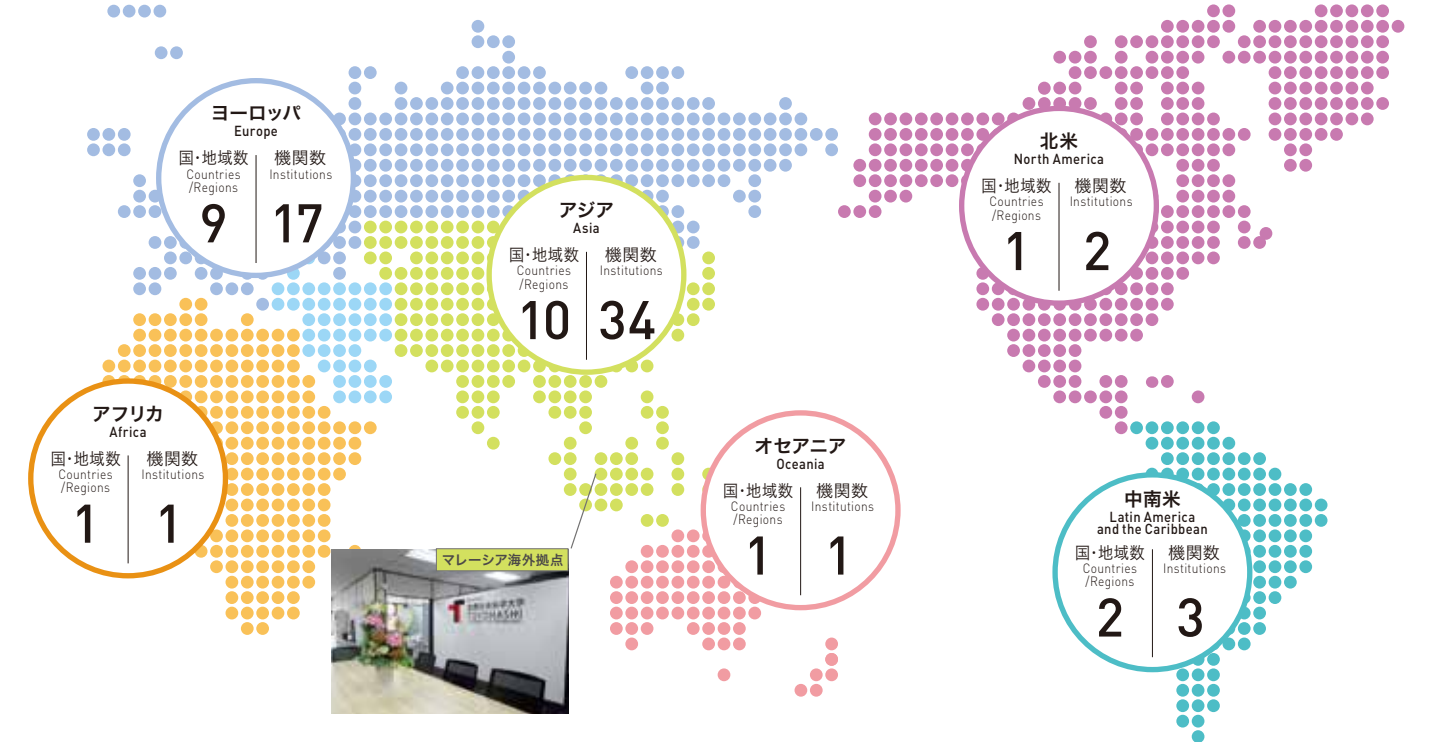 ヨーロッパ
Europe
国・地域数
Countries
/Regions
9
機関数
Institutions
17
アジア
Asia
国・地域数
Countries
/Regions
10
機関数
Institutions
34
北米
North America
国・地域数
Countries
/Regions
1
機関数
Institutions
2
アフリカ
Africa
国・地域数
Countries
/Regions
1
機関数
Institutions
1
オセアニア
Oceania
国・地域数
Countries
/Regions
1
機関数
Institutions
1
中南米
Latin America
and the Caribbean
国・地域数
Countries
/Regions
2
機関数
Institutions
3
マレーシア海外拠点
TOYOHASHI